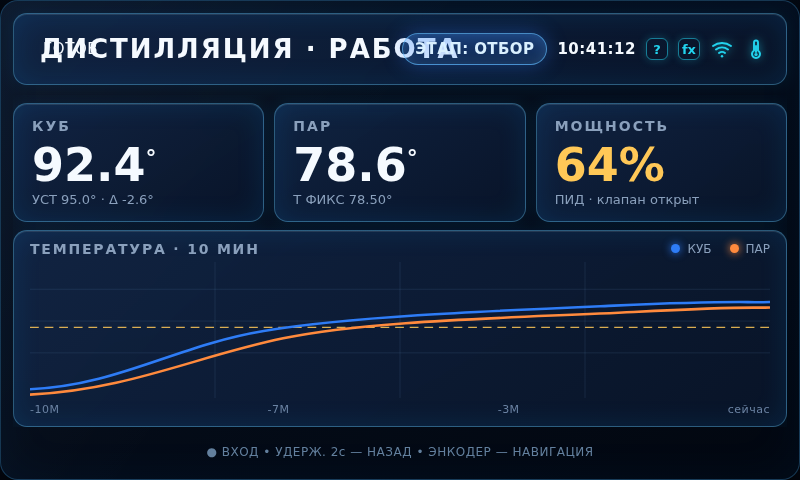 ДИСТИЛЛЯЦИЯ · РАБОТА
ЭТАП: ОТБОР
10:41:12
?
fx
КУБ
92.4°
УСТ 95.0° · Δ -2.6°
ПАР
78.6°
Т ФИКС 78.50°
МОЩНОСТЬ
64%
ПИД · клапан открыт
ТЕМПЕРАТУРА · 10 МИН
КУБ
ПАР
-10М
-7М
-3М
сейчас
● ВХОД • УДЕРЖ. 2с — НАЗАД • ЭНКОДЕР — НАВИГАЦИЯ